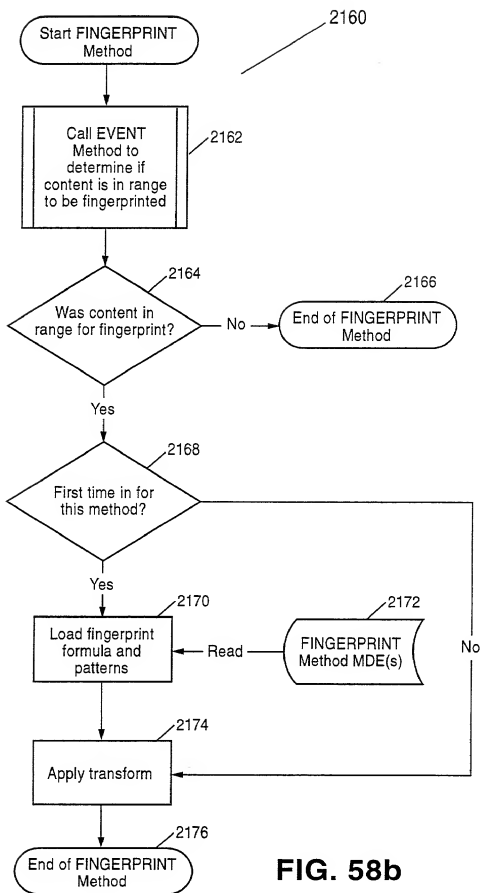 2160
Start FINGERPRINT
Method
Call EVENT
Method to
determine if
content is in range
to be fingerprinted
2162
2164
Was content in
range for fingerprint?
No
2166
End of FINGERPRINT
Method
Yes
2168
First time in for
this method?
Yes
2170
Load fingerprint
formula and
patterns
Read
2172
FINGERPRINT
Method MDE(s)
No
2174
Apply transform
2176
End of FINGERPRINT
Method
FIG. 58b